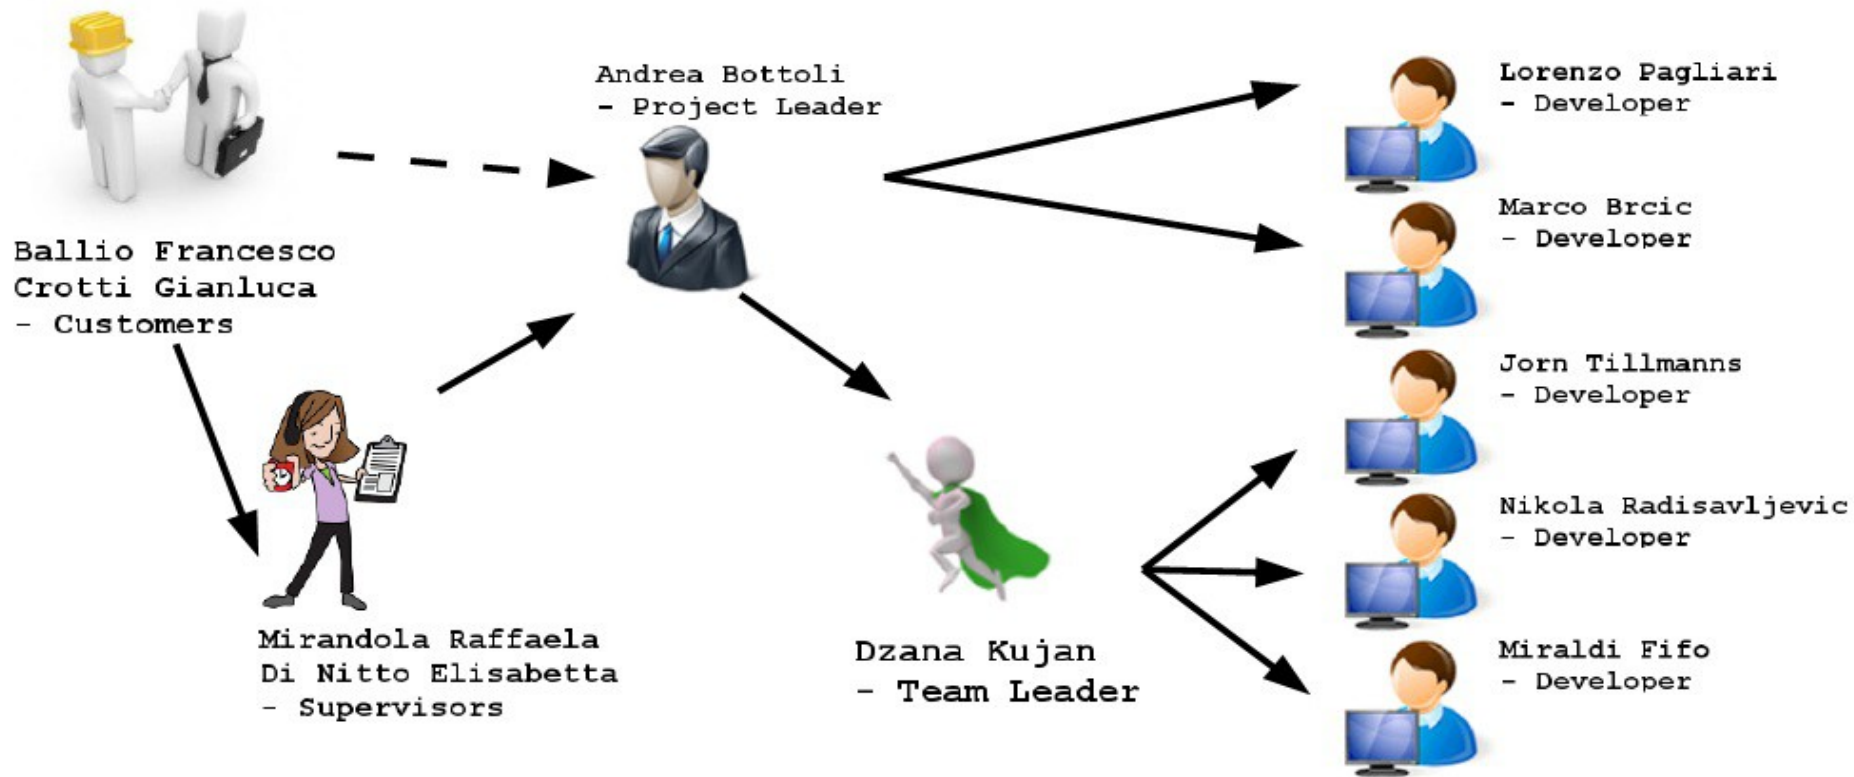 Andrea Bottoli
- Project Leader
Ballio Francesco
Crotti Gianluca
- Customers
Mirandola Raffaela
Di Nitto Elisabetta
- Supervisors
Dzana Kujan
- Team Leader
Lorenzo Pagliari
- Developer
Marco Brcic
- Developer
Jorn Tillmanns
- Developer
Nikola Radisavljevic
- Developer
Miraldi Fifo
- Developer